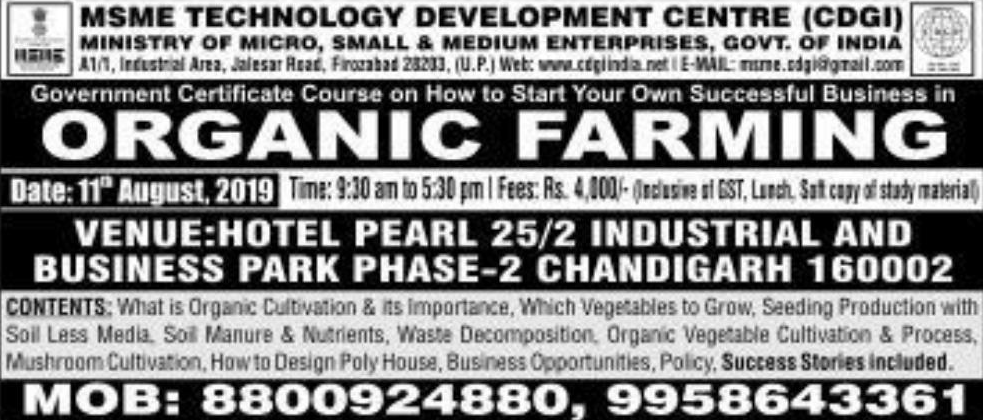 MSME TECHNOLOGY DEVELOPMENT CENTRE (CDGI)
MINISTRY OF MICRO, SMALL & MEDIUM ENTERPRISES, GOVT. OF INDIA
A1/1, Industrial Area, Jalesar Road, Firozabad 28203, (U.P.) Web: www.cdgiindia.net | E-MAIL: msme.cdgi@gmail.com
Government Certificate Course on How to Start Your Own Successful Business in
ORGANIC FARMING
Date: 11th August, 2019 Time: 9:30 am to 5:30 pm | Fees: Rs. 4,000/- (Inclusive of GST, Lunch, Soft copy of study material)
VENUE:HOTEL PEARL 25/2 INDUSTRIAL AND
BUSINESS PARK PHASE-2 CHANDIGARH 160002
CONTENTS: What is Organic Cultivation & its Importance, Which Vegetables to Grow, Seeding Production with
Soil Less Media, Soil Manure & Nutrients, Waste Decomposition, Organic Vegetable Cultivation & Process,
Mushroom Cultivation, How to Design Poly House, Business Opportunities, Policy, Success Stories included.
MOB: 8800924880, 9958643361